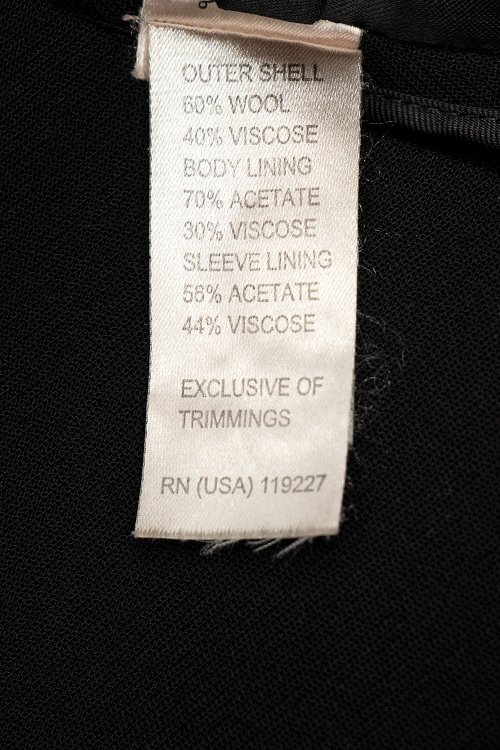 OUTER SHELL
60% WOOL
40% VISCOSE
BODY LINING
70% ACETATE
30% VISCOSE
SLEEVE LINING
56% ACETATE
44% VISCOSE
EXCLUSIVE OF
TRIMMINGS
RN (USA) 119227